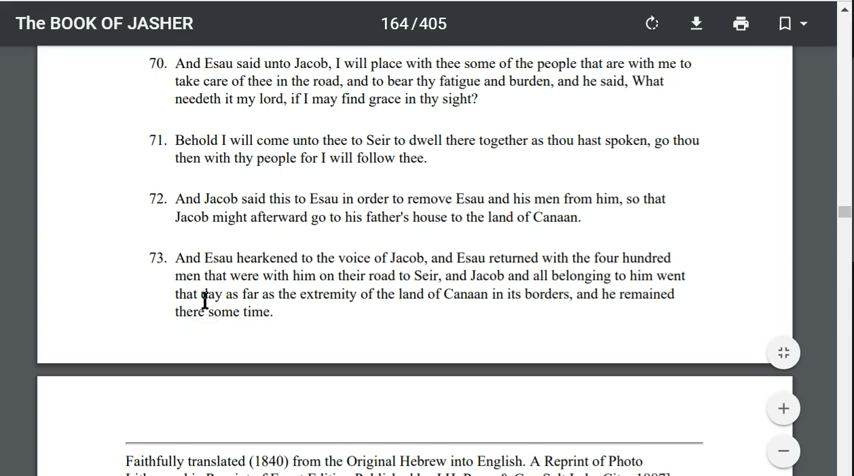 The BOOK OF JASHER
164 / 405
70. And Esau said unto Jacob, I will place with thee some of the people that are with me to
take care of thee in the road, and to bear thy fatigue and burden, and he said, What
needeth it my lord, if I may find grace in thy sight?
71. Behold I will come unto thee to Seir to dwell there together as thou hast spoken, go thou
then with thy people for I will follow thee.
72. And Jacob said this to Esau in order to remove Esau and his men from him, so that
Jacob might afterward go to his father's house to the land of Canaan.
73. And Esau hearkened to the voice of Jacob, and Esau returned with the four hundred
men that were with him on their road to Seir, and Jacob and all belonging to him went
that day as far as the extremity of the land of Canaan in its borders, and he remained
there some time.
Faithfully translated (1840) from the Original Hebrew into English. A Reprint of Photo